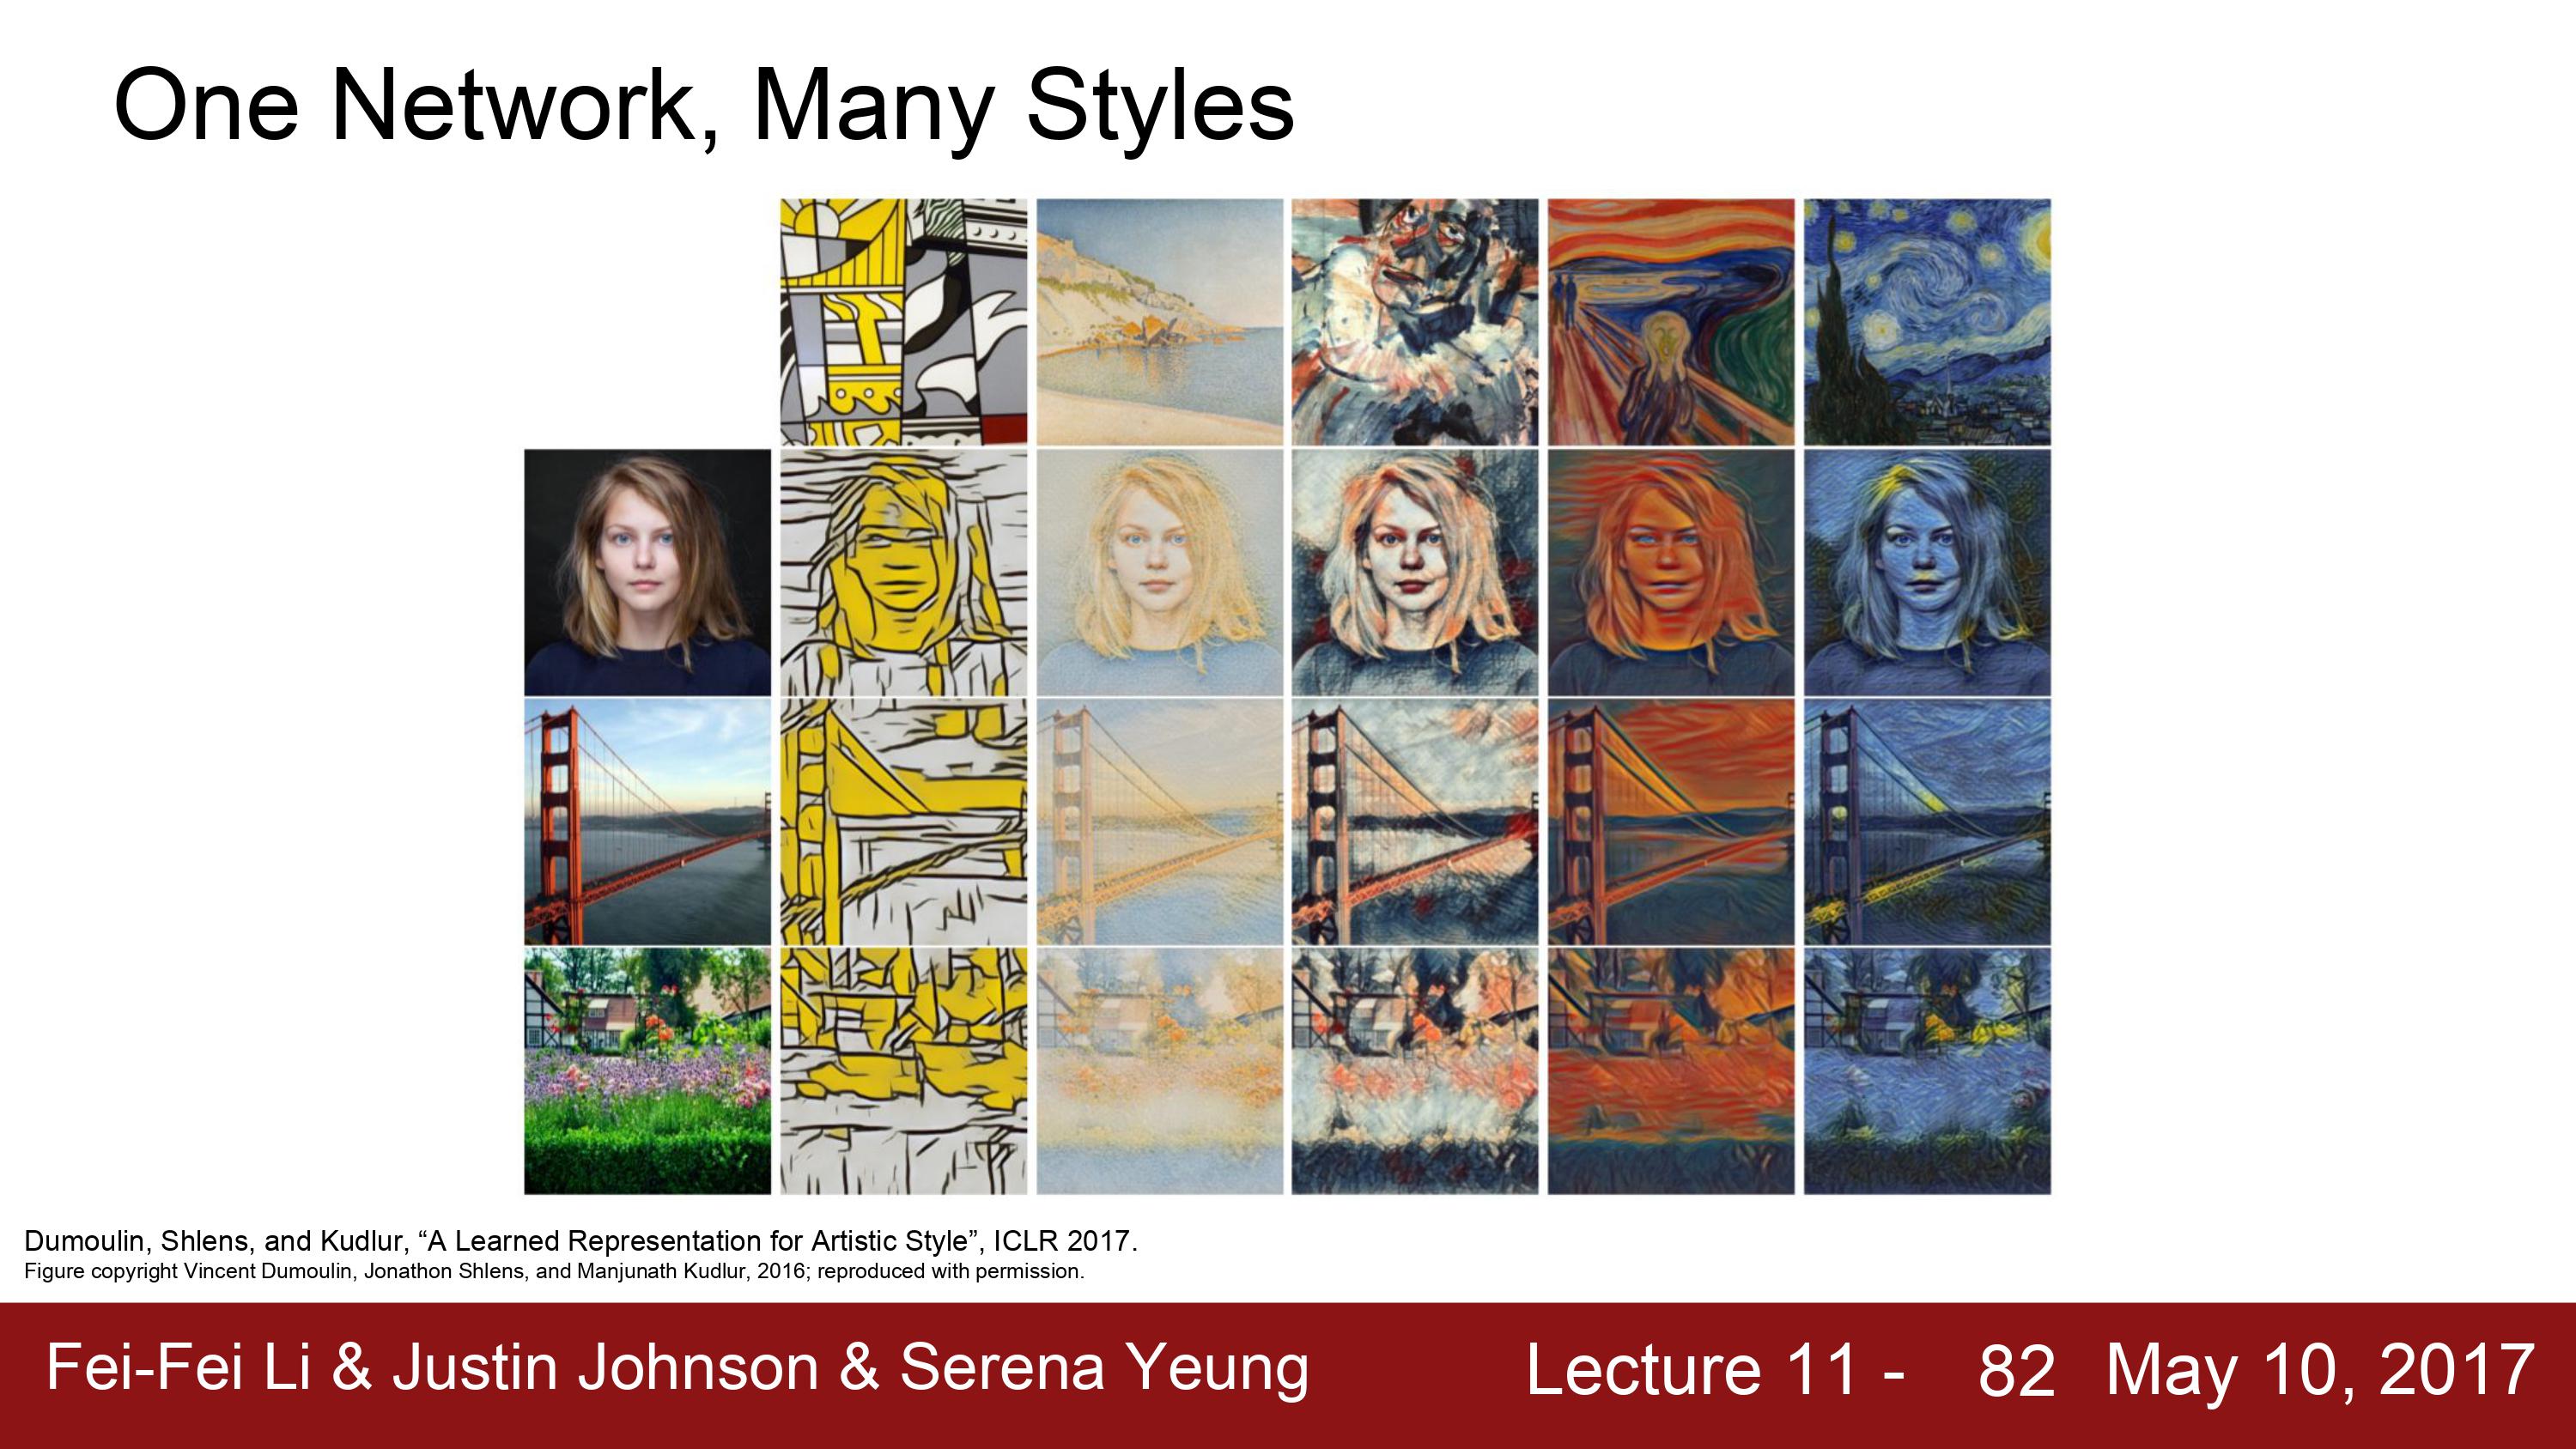 One Network, Many Styles
Dumoulin, Shlens, and Kudlur, “A Learned Representation for Artistic Style”, ICLR 2017.
Figure copyright Vincent Dumoulin, Jonathon Shlens, and Manjunath Kudlur, 2016; reproduced with permission.
Fei-Fei Li & Justin Johnson & Serena Yeung Lecture 11 - 82 May 10, 2017